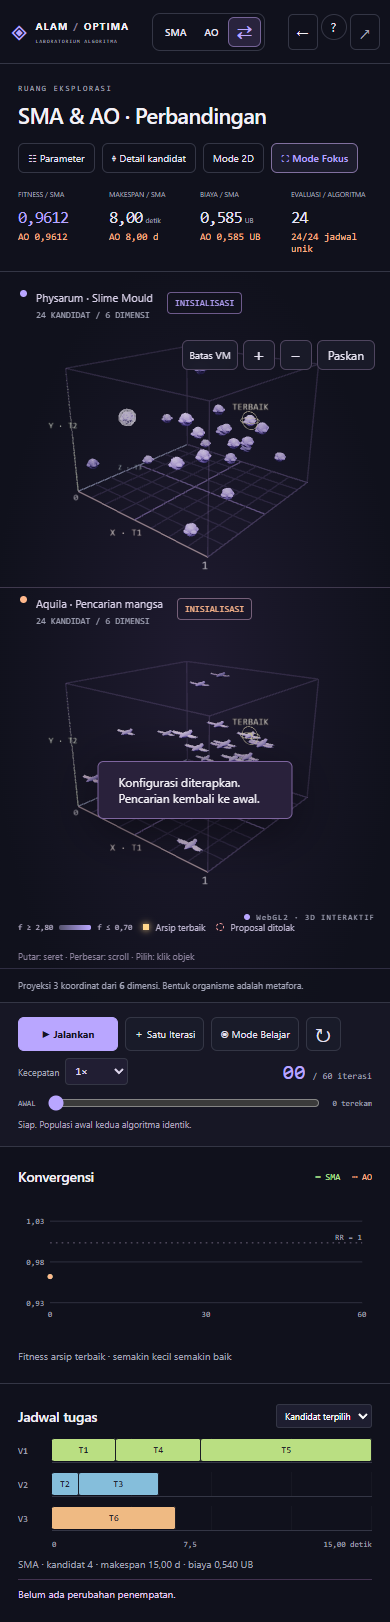 ALAM / OPTIMA
LABORATORIUM ALGORITMA
SMA AO ⇄
← ? ↗
RUANG EKSPLORASI
SMA & AO · Perbandingan
Parameter
Detail kandidat
Mode 2D
Mode Fokus
FITNESS / SMA
0,9612
AO 0,9612
MAKESPAN / SMA
8,00 detik
AO 8,00 d
BIAYA / SMA
0,585 UB
AO 0,585 UB
EVALUASI / ALGORITMA
24
24/24 jadwal
unik
Physarum · Slime Mould
INISIALISASI
24 KANDIDAT / 6 DIMENSI
Batas VM
+
−
Paskan
TERBAIK
Y · T2
0
X · T1
1
Aquila · Pencarian mangsa
INISIALISASI
24 KANDIDAT / 6 DIMENSI
TERBAIK
Y · T2
Konfigurasi diterapkan.
Pencarian kembali ke awal.
0
X · T1
1
WebGL2 · 3D INTERAKTIF
f ≥ 2,80 f ≤ 0,70 Arsip terbaik Proposal ditolak
Putar: seret · Perbesar: scroll · Pilih: klik objek
Proyeksi 3 koordinat dari 6 dimensi. Bentuk organisme adalah metafora.
▶ Jalankan
+ Satu Iterasi
Mode Belajar
↻
Kecepatan 1×
00 / 60 iterasi
AWAL
0 terekam
Siap. Populasi awal kedua algoritma identik.
Konvergensi
— SMA — AO
1,03
RR = 1
0,98
0,93
0 30 60
Fitness arsip terbaik · semakin kecil semakin baik
Jadwal tugas
Kandidat terpilih
V1 T1 T4 T5
V2 T2 T3
V3 T6
0 7,5 15,00 detik
SMA · kandidat 4 · makespan 15,00 d · biaya 0,540 UB
Belum ada perubahan penempatan.